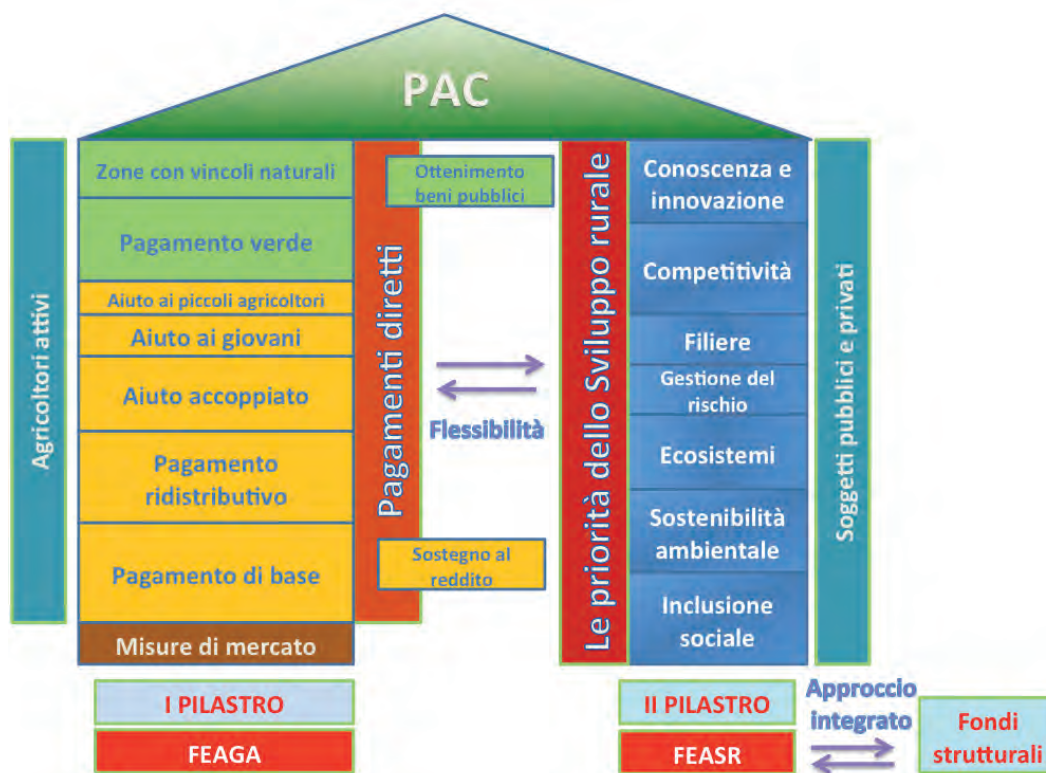 PAC
Agricoltori attivi
Zone con vincoli naturali
Pagamento verde
Aiuto ai piccoli agricoltori
Aiuto ai giovani
Aiuto accoppiato
Pagamento
ridistributivo
Pagamento di base
Misure di mercato
Pagamenti diretti
Ottenimento
beni pubblici
Flessibilità
Sostegno al
reddito
Le priorità dello Sviluppo rurale
Conoscenza e
innovazione
Competitività
Filiere
Gestione del
rischio
Ecosistemi
Sostenibilità
ambientale
Inclusione
sociale
Soggetti pubblici e privati
I PILASTRO
FEAGA
II PILASTRO
FEASR
Approccio
integrato
Fondi
strutturali